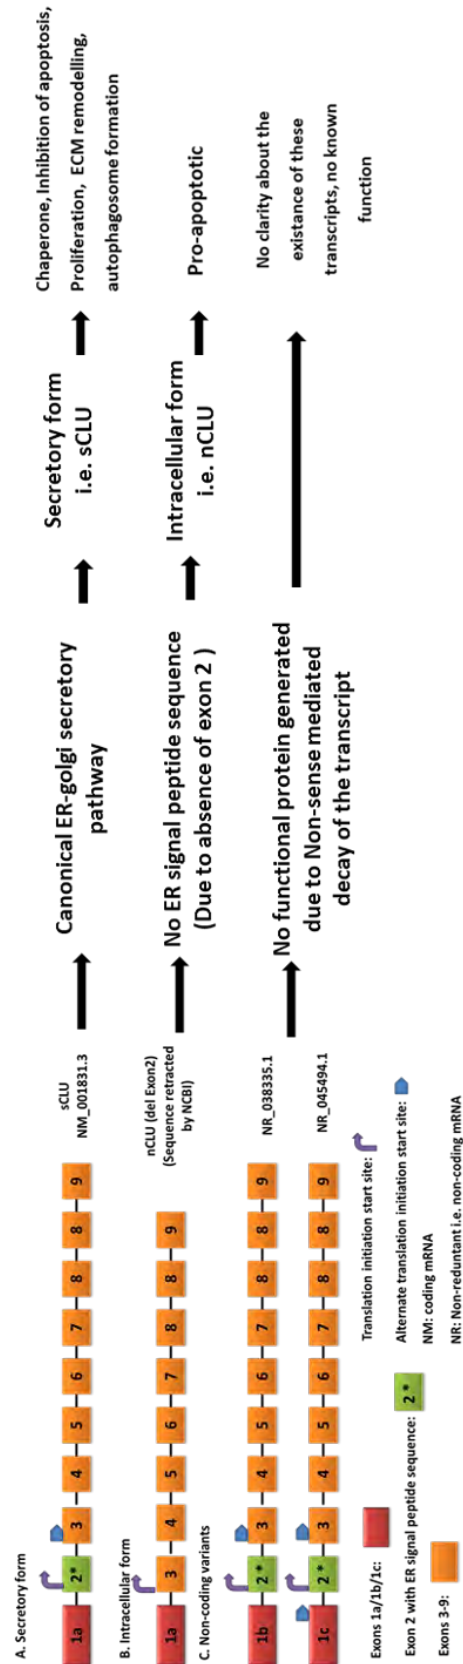 A. Secretory form
1a 2* 3 4 5 6 7 8 8 9
sCLU
NM_001831.3
Canonical ER-golgi secretory
pathway
Secretory form
i.e. sCLU
Chaperone, Inhibition of apoptosis,
Proliferation, ECM remodelling,
autophagosome formation
B. Intracellular form
1a 3 4 5 6 7 8 8 9
nCLU (del Exon2)
(Sequence retracted
by NCBI)
No ER signal peptide sequence
(Due to absence of exon 2 )
Intracellular form
i.e. nCLU
Pro-apoptotic
C. Non-coding variants
1b 2* 3 4 5 6 7 8 8 9
NR_038335.1
1c 2* 3 4 5 6 7 8 8 9
NR_045494.1
No functional protein generated
due to Non-sense mediated
decay of the transcript
No clarity about the
existance of these
transcripts, no known
function
Exons 1a/1b/1c:
Exon 2 with ER signal peptide sequence: 2*
Exons 3-9:
Translation initiation start site:
Alternate translation initiation start site:
NM: coding mRNA
NR: Non-reduntant i.e. non-coding mRNA